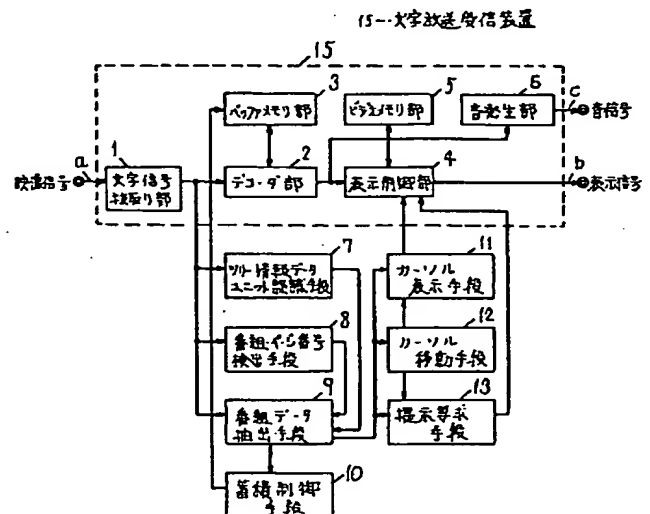 15---文字放送受信装置
15
3
バッファメモリ部
5
ビデオメモリ部
6
音発生部
c
音信号
a
映像信号
1
文字信号
抜取り部
2
デコーダ部
4
表示制御部
b
表示信号
7
ソリト情報データ
ユニット認識手段
11
カーソル
表示手段
8
番組・ページ番号
検出手段
12
カーソル
移動手段
9
番組データ
抽出手段
13
提示要求
手段
10
蓄積制御
手段